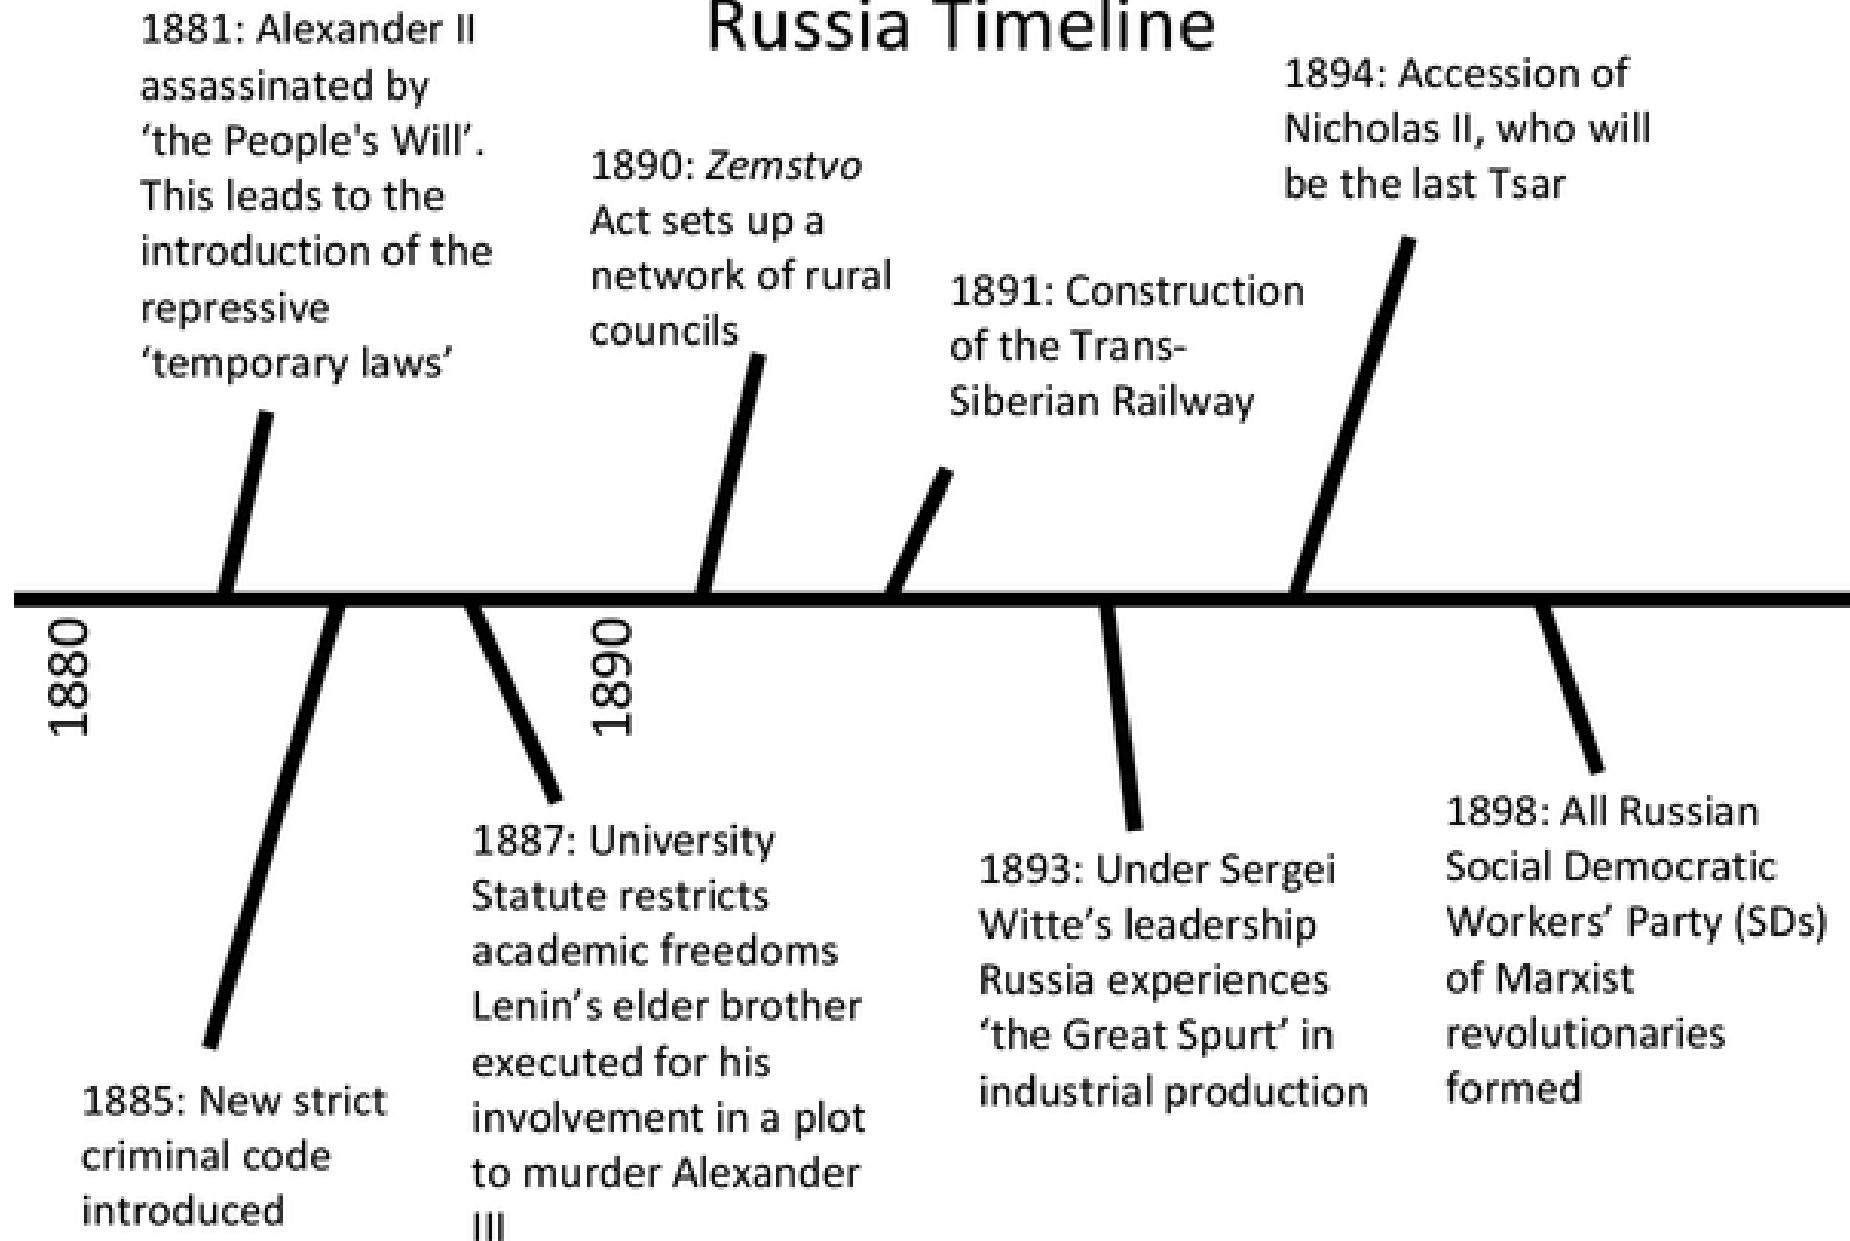 Russia Timeline
1881: Alexander II
assassinated by
‘the People's Will’.
This leads to the
introduction of the
repressive
‘temporary laws’
1890: Zemstvo
Act sets up a
network of rural
councils
1891: Construction
of the Trans-
Siberian Railway
1894: Accession of
Nicholas II, who will
be the last Tsar
1880
1890
1885: New strict
criminal code
introduced
1887: University
Statute restricts
academic freedoms
Lenin’s elder brother
executed for his
involvement in a plot
to murder Alexander
III
1893: Under Sergei
Witte’s leadership
Russia experiences
‘the Great Spurt’ in
industrial production
1898: All Russian
Social Democratic
Workers’ Party (SDs)
of Marxist
revolutionaries
formed